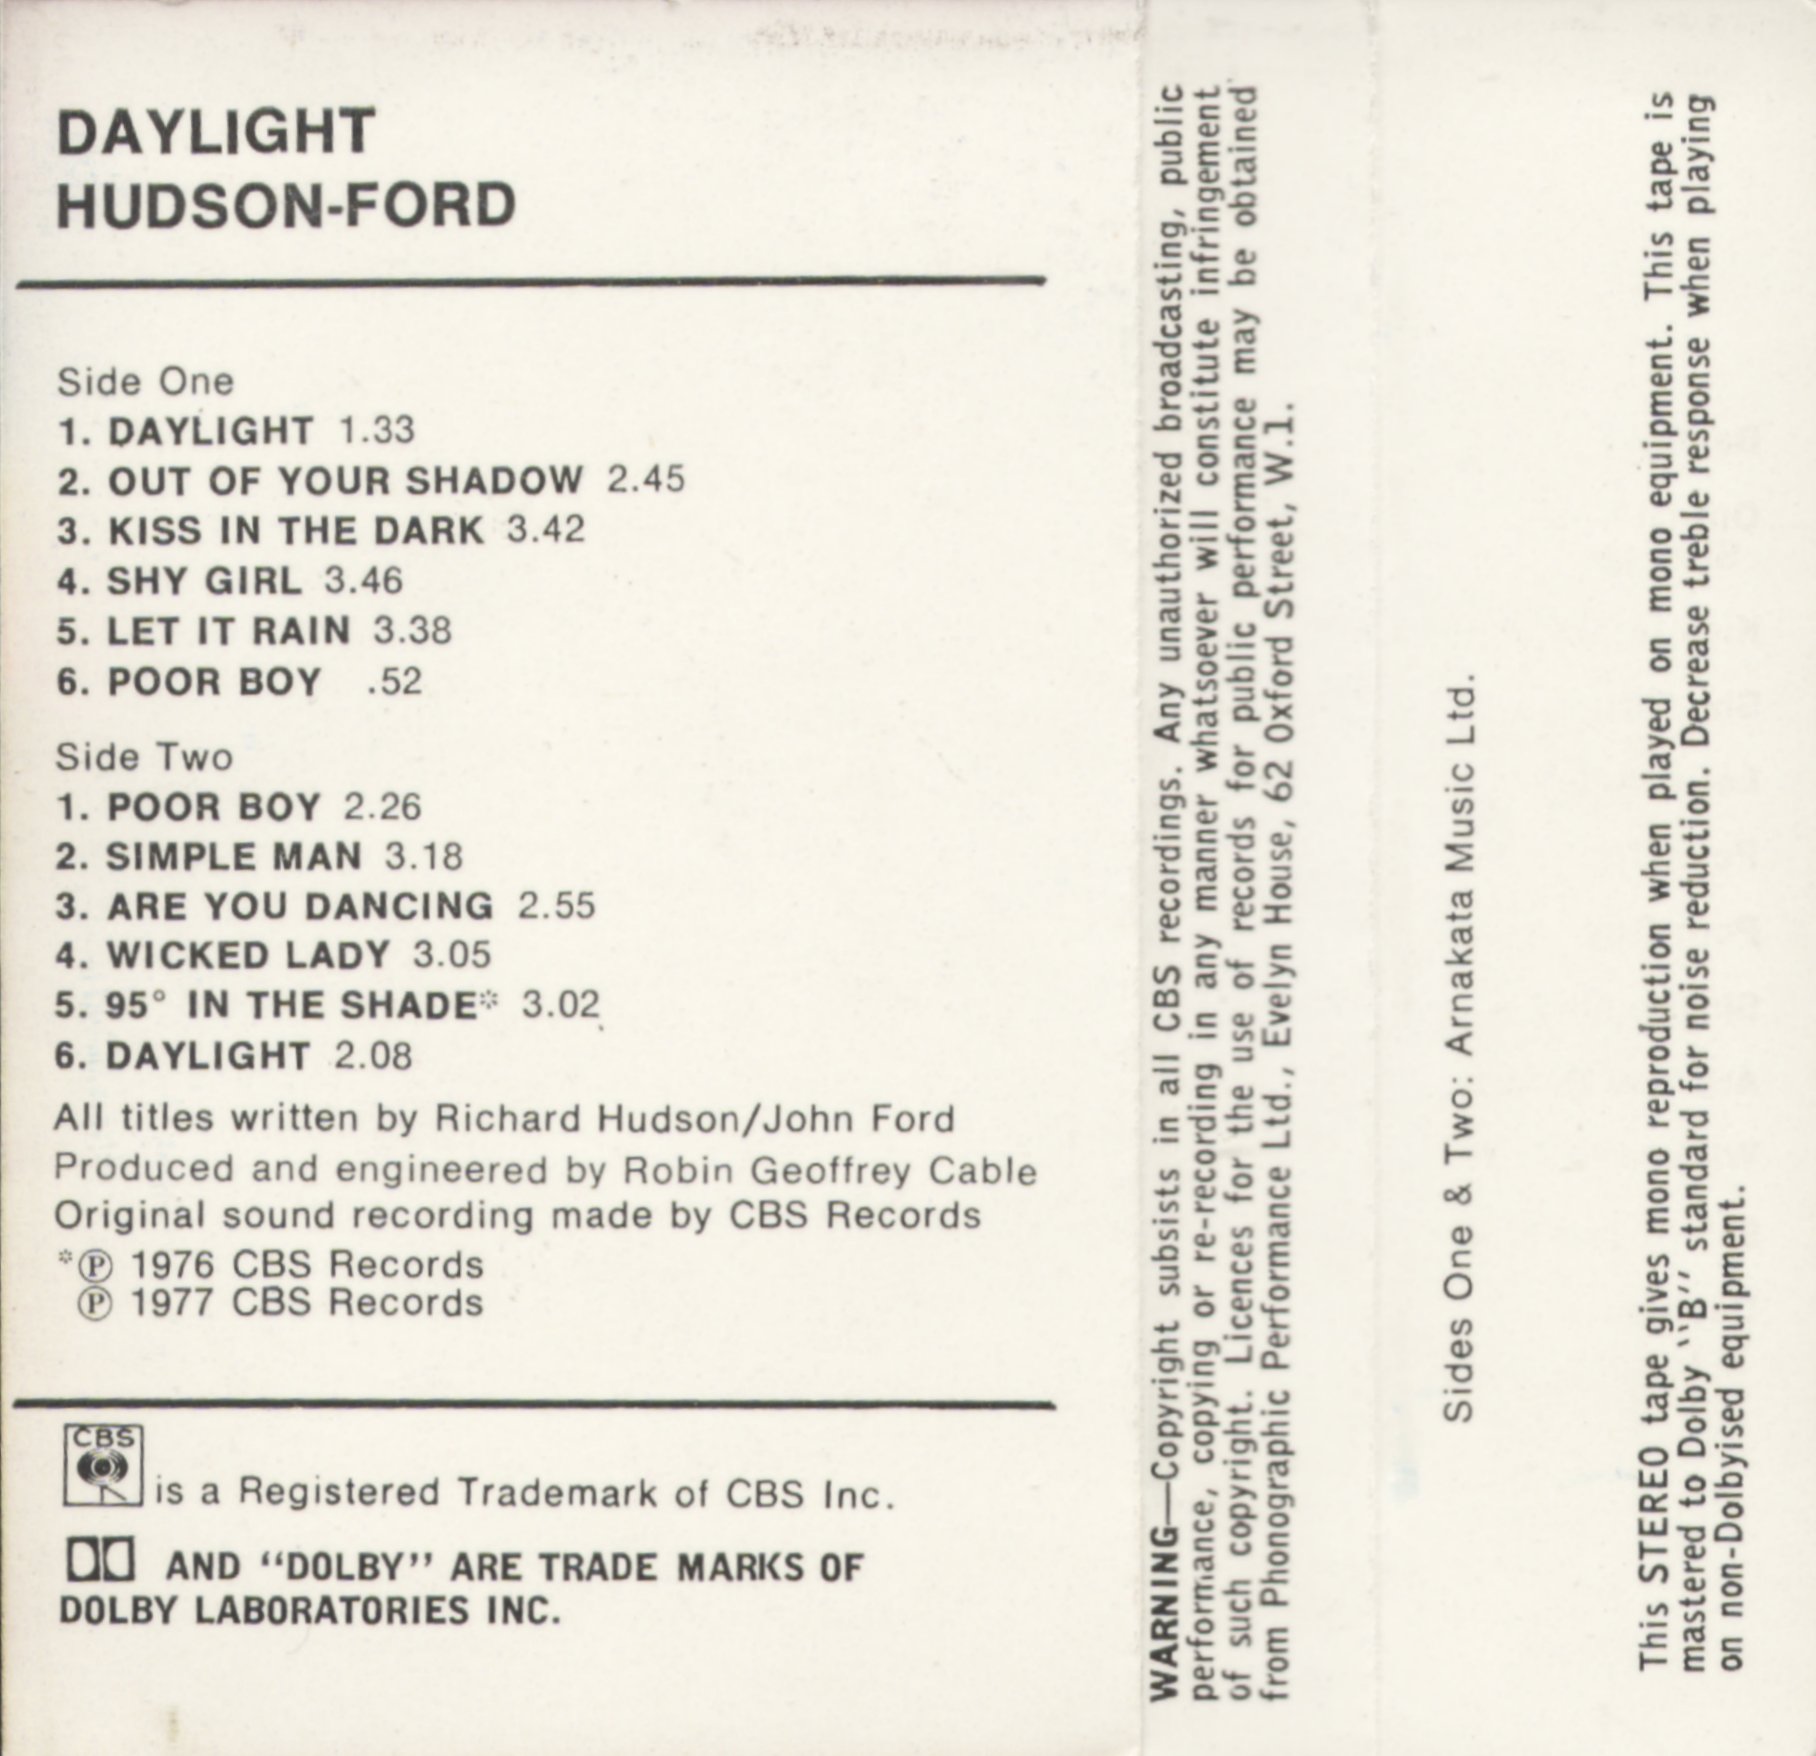 DAYLIGHT
HUDSON-FORD
Side One
1. DAYLIGHT 1.33
2. OUT OF YOUR SHADOW 2.45
3. KISS IN THE DARK 3.42
4. SHY GIRL 3.46
5. LET IT RAIN 3.38
6. POOR BOY .52
Side Two
1. POOR BOY 2.26
2. SIMPLE MAN 3.18
3. ARE YOU DANCING 2.55
4. WICKED LADY 3.05
5. 95° IN THE SHADE* 3.02
6. DAYLIGHT 2.08
All titles written by Richard Hudson/John Ford
Produced and engineered by Robin Geoffrey Cable
Original sound recording made by CBS Records
*℗ 1976 CBS Records
℗ 1977 CBS Records
CBS
is a Registered Trademark of CBS Inc.
AND “DOLBY” ARE TRADE MARKS OF
DOLBY LABORATORIES INC.
WARNING—Copyright subsists in all CBS recordings. Any unauthorized broadcasting, public
performance, copying or re-recording in any manner whatsoever will constitute infringement
of such copyright. Licences for the use of records for public performance may be obtained
from Phonographic Performance Ltd., Evelyn House, 62 Oxford Street, W.1.
Sides One & Two: Arnakata Music Ltd.
This STEREO tape gives mono reproduction when played on mono equipment. This tape is
mastered to Dolby "B" standard for noise reduction. Decrease treble response when playing
on non-Dolbyised equipment.